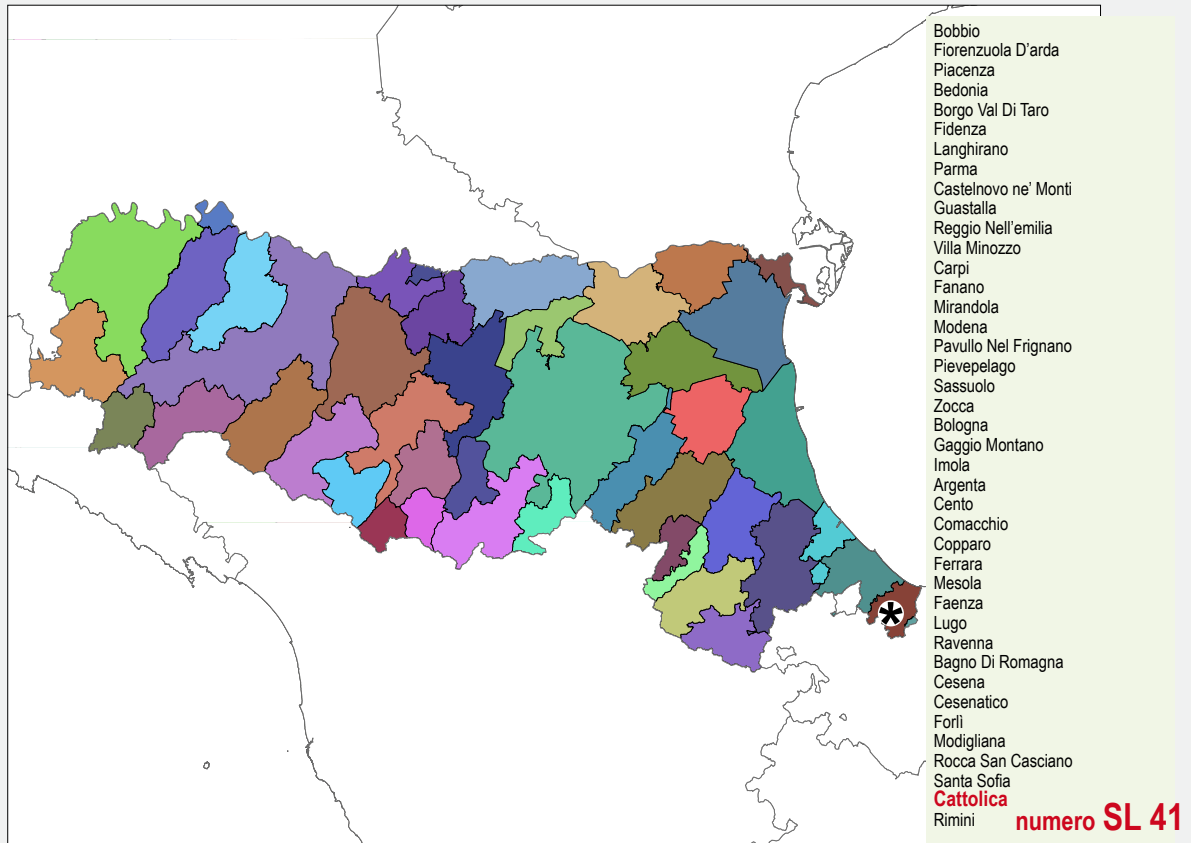 Bobbio
Fiorenzuola D'arda
Piacenza
Bedonia
Borgo Val Di Taro
Fidenza
Langhirano
Parma
Castelnovo ne' Monti
Guastalla
Reggio Nell'emilia
Villa Minozzo
Carpi
Fanano
Mirandola
Modena
Pavullo Nel Frignano
Pievepelago
Sassuolo
Zocca
Bologna
Gaggio Montano
Imola
Argenta
Cento
Comacchio
Copparo
Ferrara
Mesola
Faenza
Lugo
Ravenna
Bagno Di Romagna
Cesena
Cesenatico
Forlì
Modigliana
Rocca San Casciano
Santa Sofia
Cattolica
Rimini
numero SL 41
*